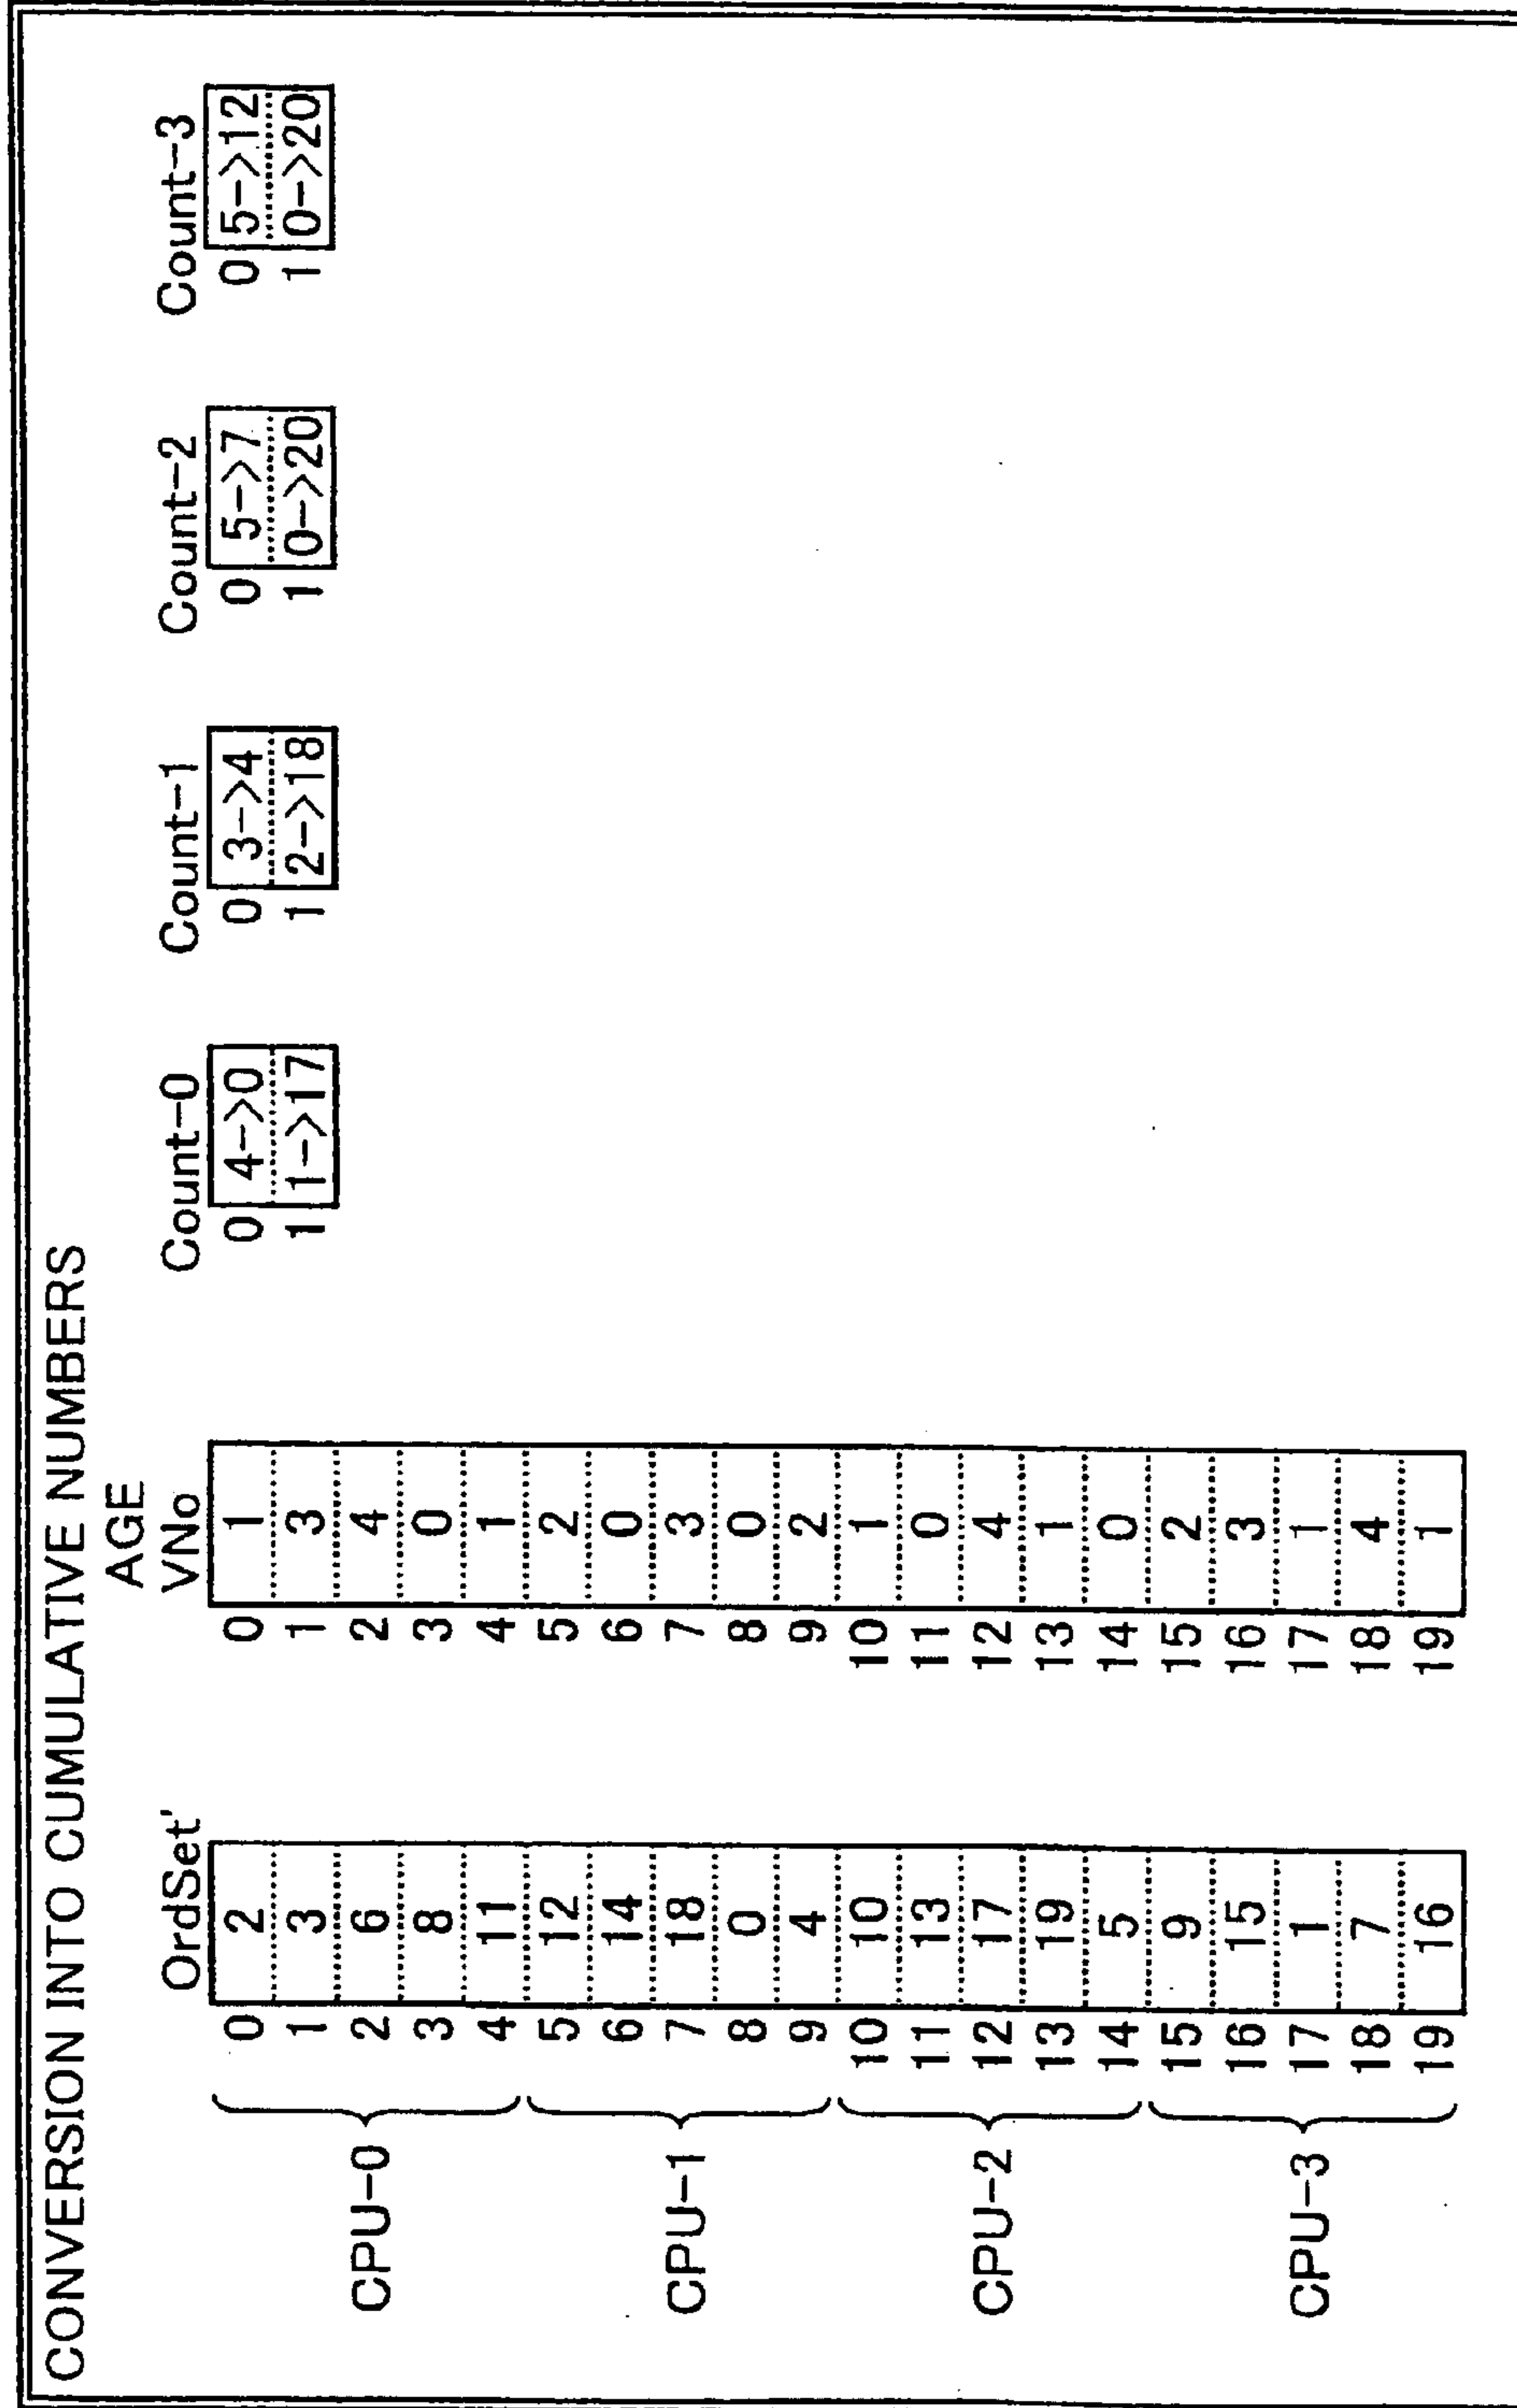 CONVERSION INTO CUMULATIVE NUMBERS
AGE
OrdSet' VNo Count-0 Count-1 Count-2 Count-3
0 2 0 1 0 4->0 0 3->4 0 5->7 0 5->12
1 3 1 3 1 1->17 1 2->18 1 0->20 1 0->20
CPU-0 2 6 2 4
3 8 3 0
4 11 4 1
5 12 5 2
6 14 6 0
CPU-1 7 18 7 3
8 0 8 0
9 4 9 2
10 10 10 1
11 13 11 0
CPU-2 12 17 12 4
13 19 13 1
14 5 14 0
15 9 15 2
16 15 16 3
CPU-3 17 1 17 1
18 7 18 4
19 16 19 1